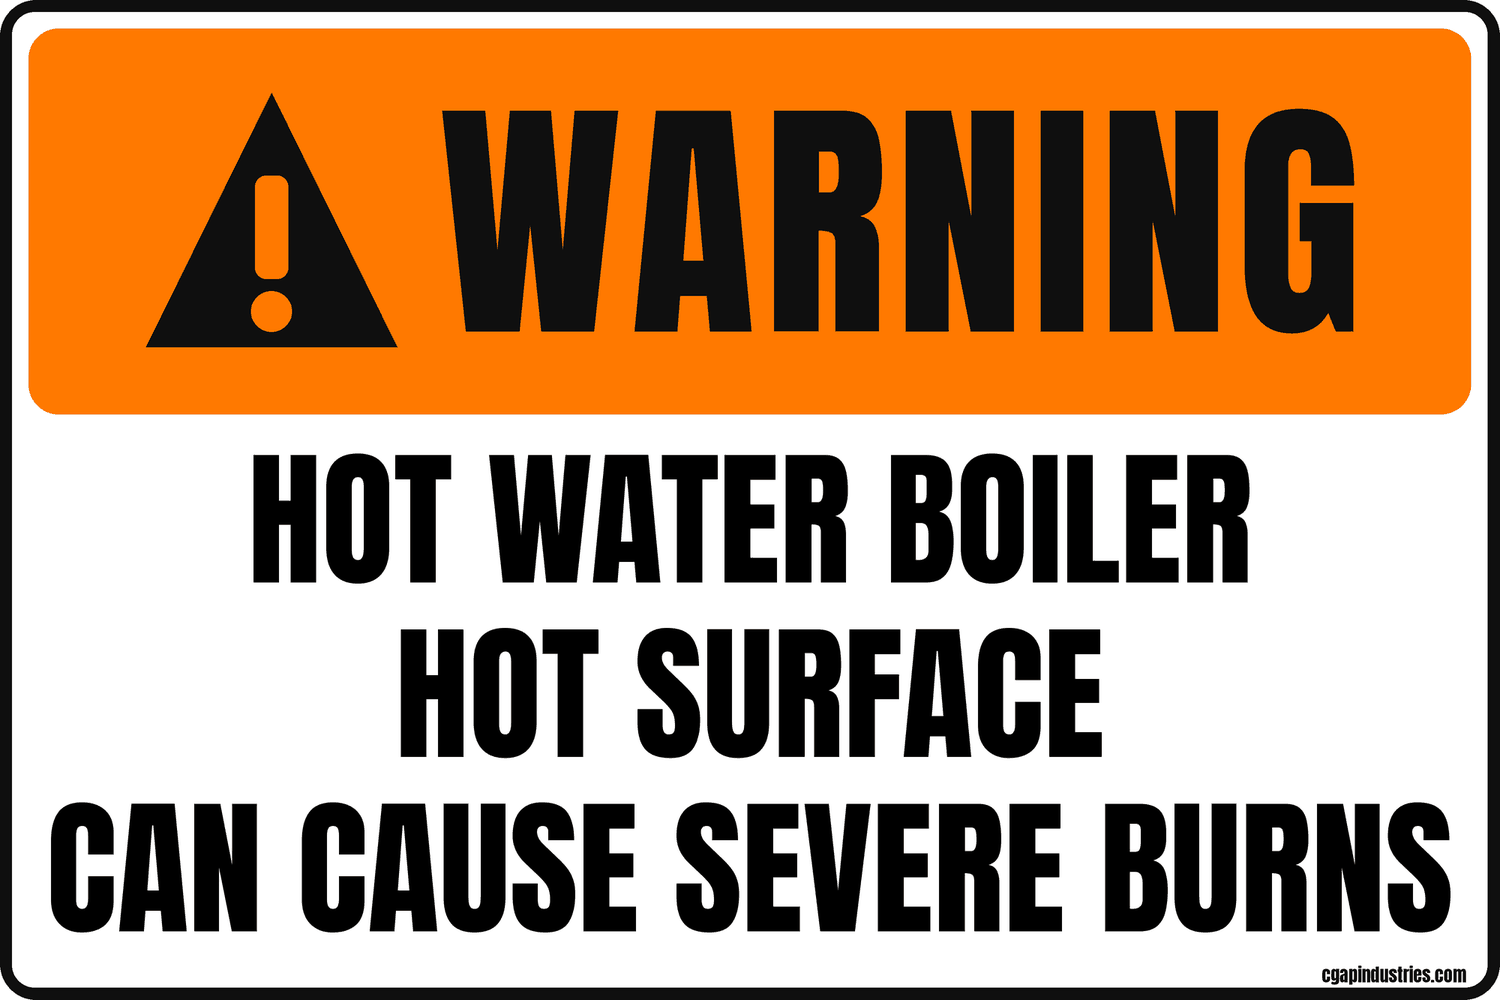 WARNING
HOT WATER BOILER
HOT SURFACE
CAN CAUSE SEVERE BURNS
cgapindustries.com